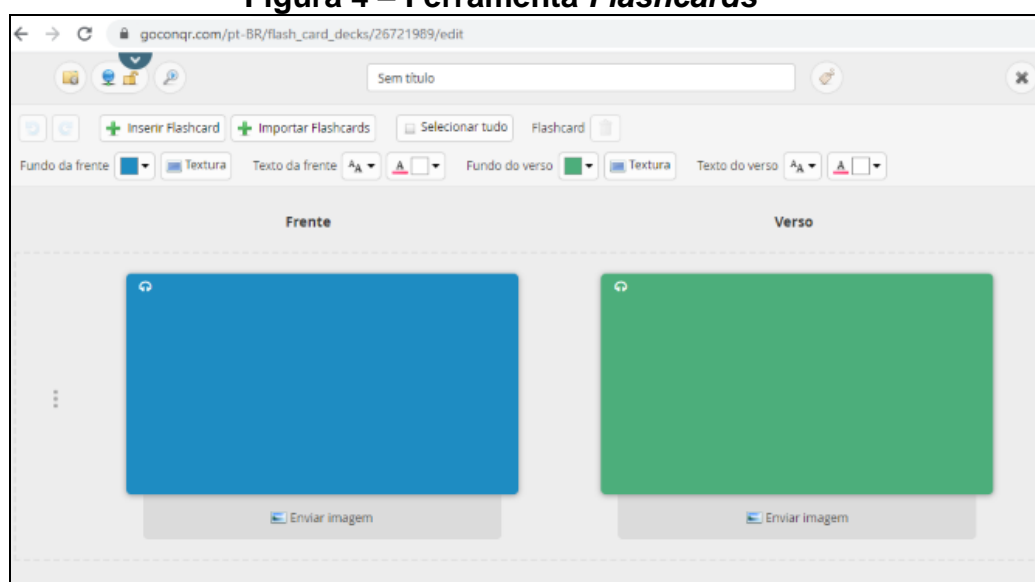 Figura 4 – Ferramenta Flashcards
goconqr.com/pt-BR/flash_card_decks/26721989/edit
Sem título
Inserir Flashcard Importar Flashcards Selecionar tudo Flashcard
Fundo da frente Textura Texto da frente AA A Fundo do verso Textura Texto do verso AA A
Frente Verso
Enviar imagem Enviar imagem